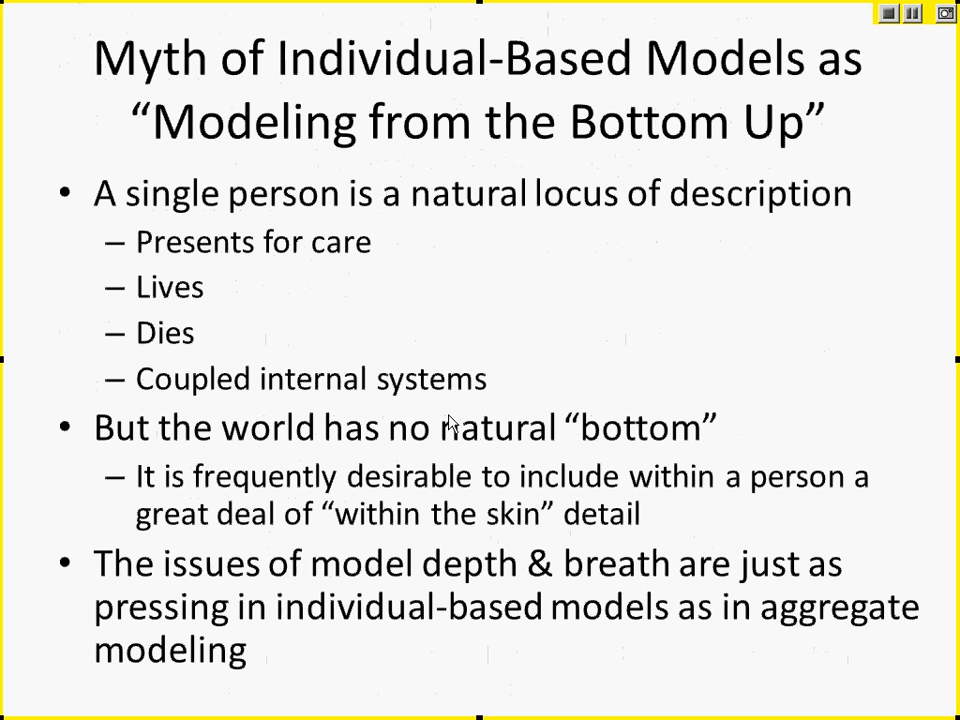 Myth of Individual-Based Models as
“Modeling from the Bottom Up”
• A single person is a natural locus of description
– Presents for care
– Lives
– Dies
– Coupled internal systems
• But the world has no natural “bottom”
– It is frequently desirable to include within a person a
great deal of “within the skin” detail
• The issues of model depth & breath are just as
pressing in individual-based models as in aggregate
modeling